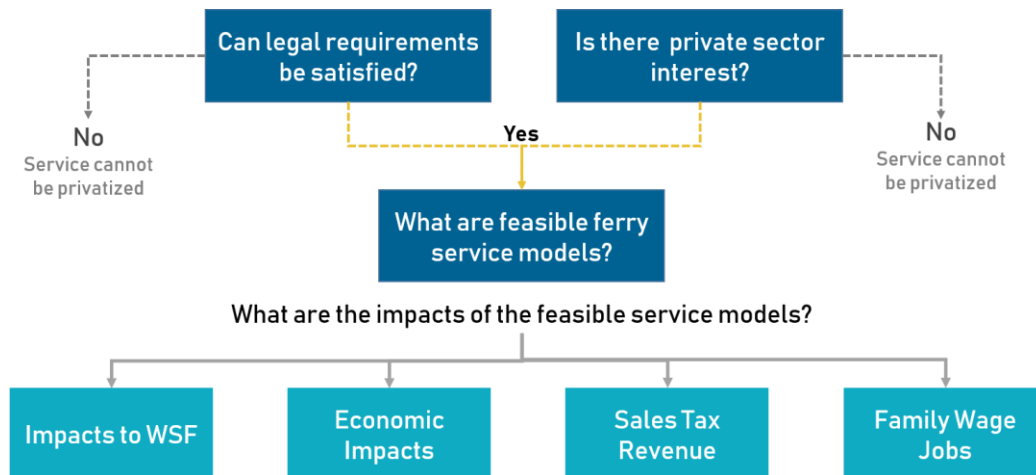 Can legal requirements
be satisfied?
Is there private sector
interest?
No
Service cannot
be privatized
Yes
No
Service cannot
be privatized
What are feasible ferry
service models?
What are the impacts of the feasible service models?
Impacts to WSF
Economic
Impacts
Sales Tax
Revenue
Family Wage
Jobs